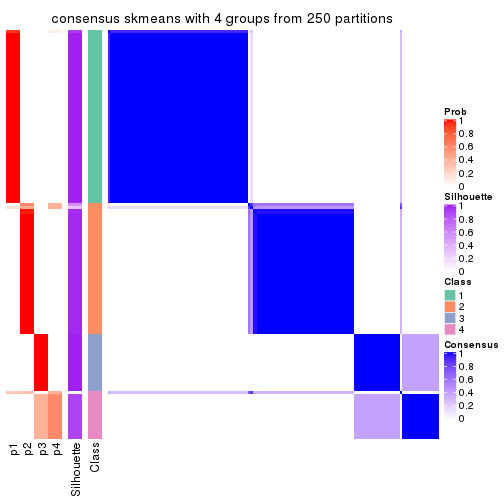 consensus skmeans with 4 groups from 250 partitions
Prob
1
0.8
0.6
0.4
0.2
0
Silhouette
1
0.8
0.6
0.4
0.2
0
Class
1
2
3
4
Consensus
1
0.8
0.6
0.4
0.2
0
p1
p2
p3
p4
Silhouette
Class